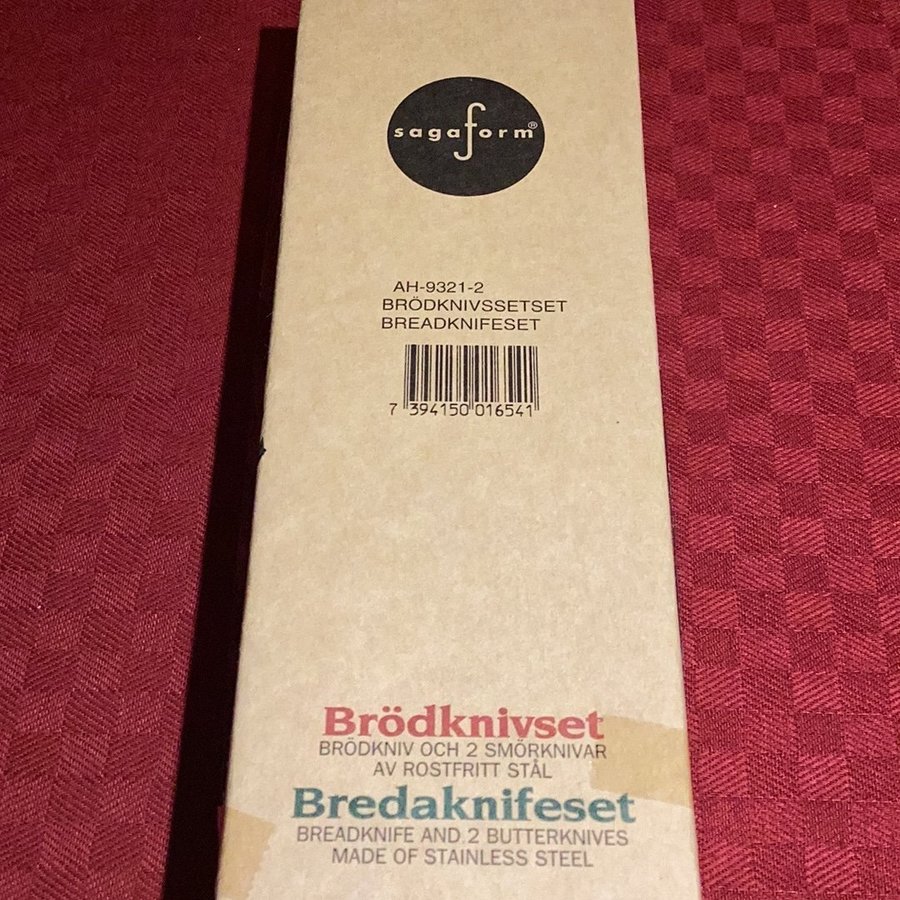 sagaform®
AH-9321-2
BRÖDKNIVSSETSET
BREADKNIFESET
7 394150 016541
Brödknivset
BRÖDKNIV OCH 2 SMÖRKNIVAR
AV ROSTFRITT STÅL
Bredaknifeset
BREADKNIFE AND 2 BUTTERKNIVES
MADE OF STAINLESS STEEL